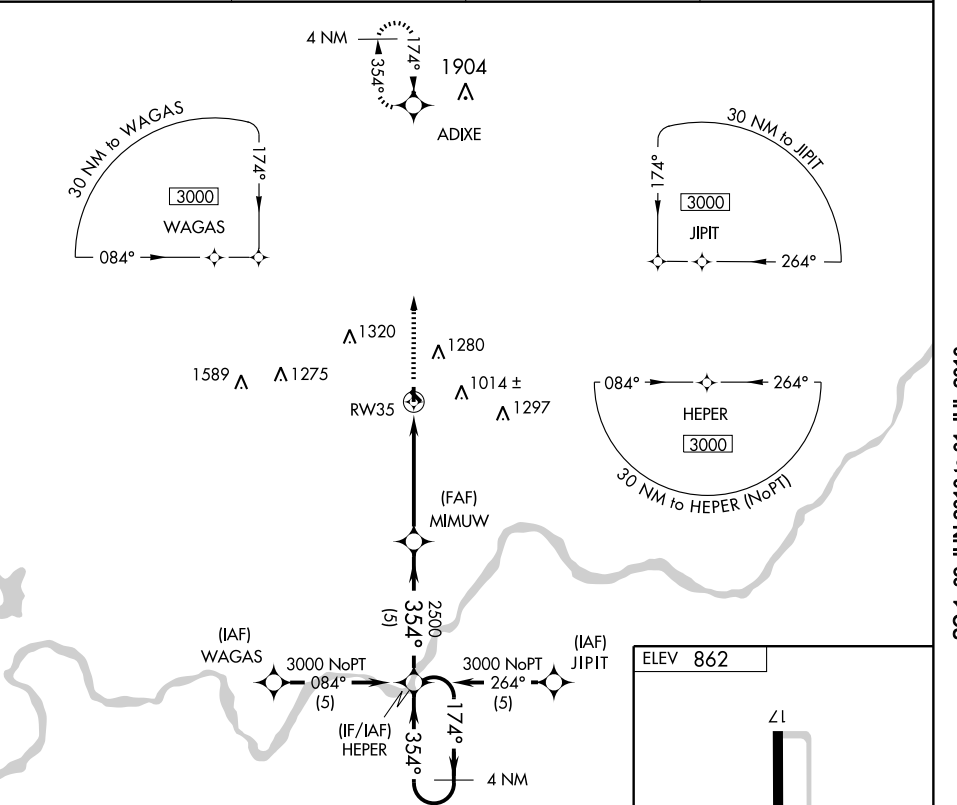 4 NM
174°
354°
1904
ADIXE
30 NM to WAGAS
174°
3000
WAGAS
084°
30 NM to JIPIT
174°
3000
JIPIT
264°
1320
1280
1589
1275
1014 ±
1297
RW35
084°
264°
HEPER
3000
30 NM to HEPER (NoPT)
(FAF)
MIMUW
2500
354°
(5)
(IAF)
WAGAS
3000 NoPT
084°
(5)
(IF/IAF)
HEPER
3000 NoPT
264°
(5)
(IAF)
JIPIT
174°
354°
4 NM
ELEV 862
17